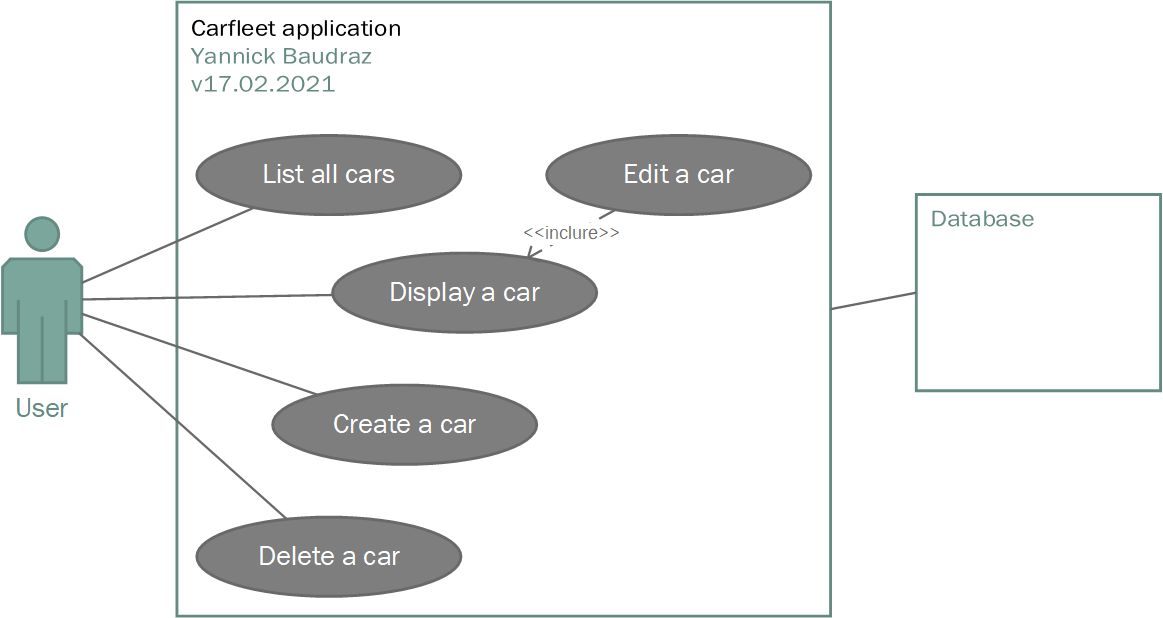 Carfleet application
Yannick Baudraz
v17.02.2021
List all cars
Edit a car
<<inclure>>
Display a car
Create a car
Delete a car
User
Database